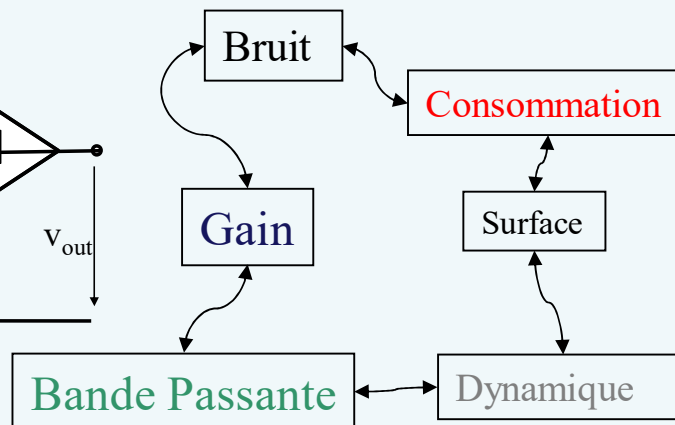 Bruit
Consommation
Gain
Surface
vout
Bande Passante
Dynamique